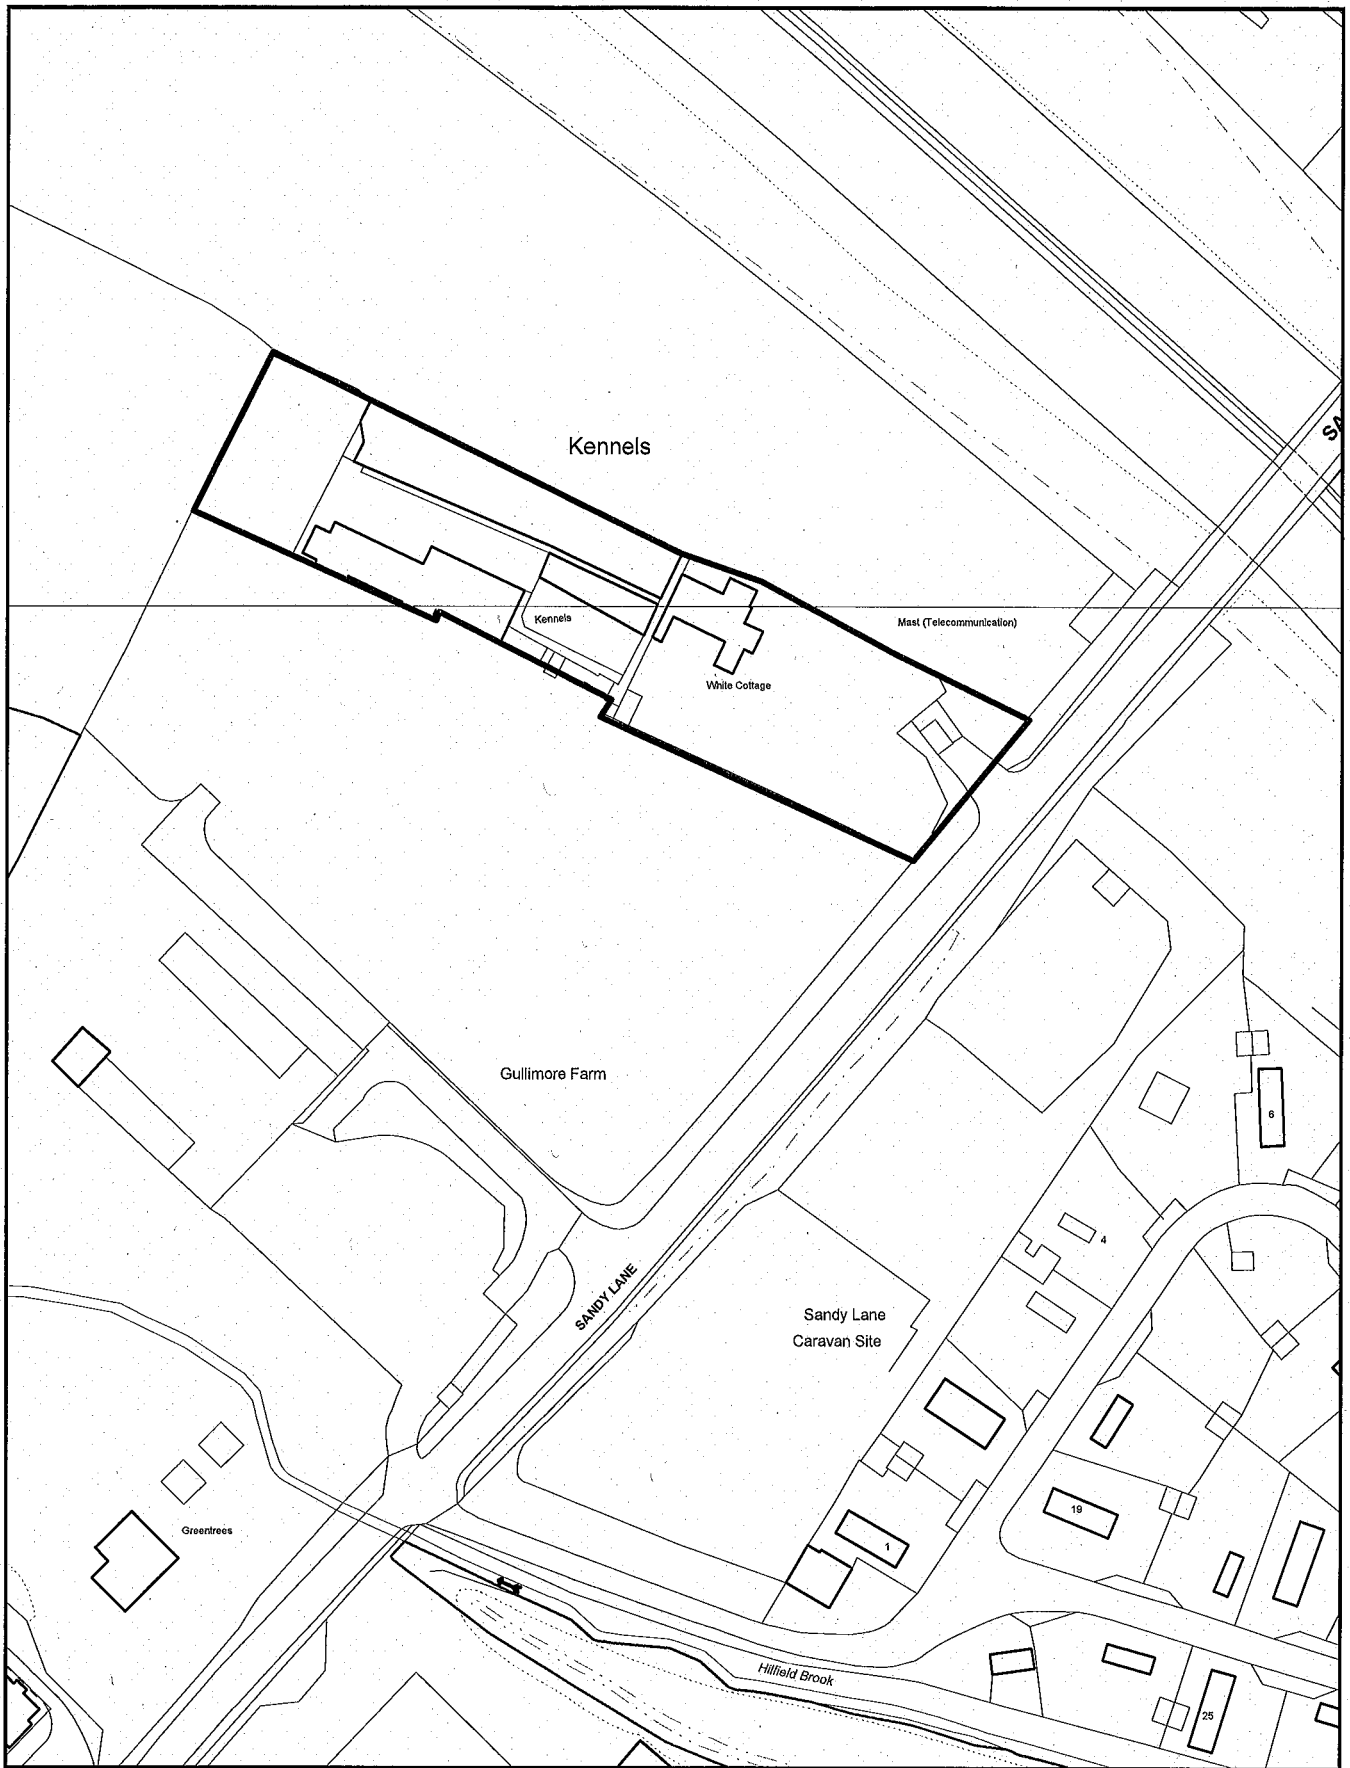 SA
Kennels
Kennels
Mast (Telecommunication)
White Cottage
Gullimore Farm
6
4
SANDY LANE
Sandy Lane
Caravan Site
19
Greentrees
1
Hilfield Brook
25